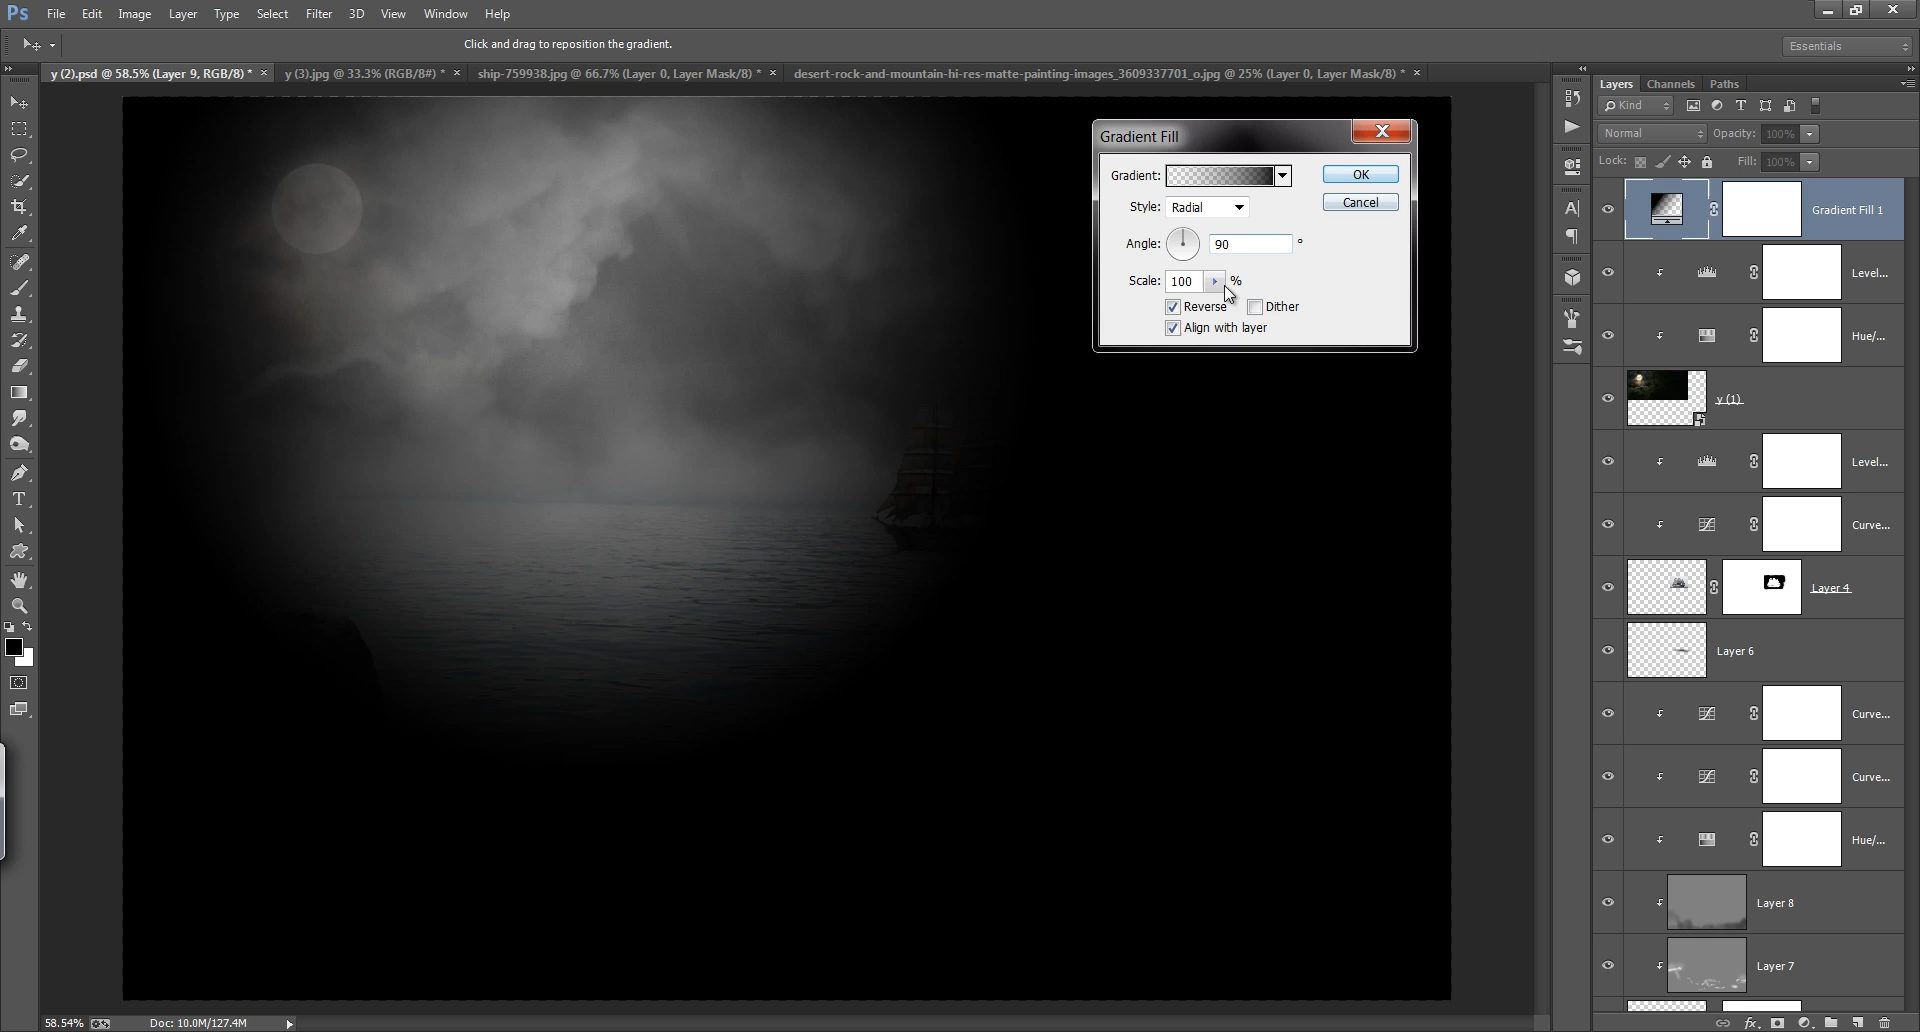 Ps File Edit Image Layer Type Select Filter 3D View Window Help
Click and drag to reposition the gradient.
Essentials
y (2).psd @ 58.5% (Layer 9, RGB/8) * × y (3).jpg @ 33.3% (RGB/8#) * × ship-759938.jpg @ 66.7% (Layer 0, Layer Mask/8) * × desert-rock-and-mountain-hi-res-matte-painting-images_3609337701_o.jpg @ 25% (Layer 0, Layer Mask/8) * ×
Layers Channels Paths
Kind
Normal Opacity: 100%
Lock: Fill: 100%
Gradient Fill
Gradient: OK
Style: Radial Cancel
Angle: 90 °
Scale: 100 %
Reverse Dither
Align with layer
Gradient Fill 1
Level...
Hue/...
y (1)
Level...
Curve...
Layer 4
Layer 6
Curve...
Curve...
Hue/...
Layer 8
Layer 7
58.54% Doc: 10.0M/127.4M